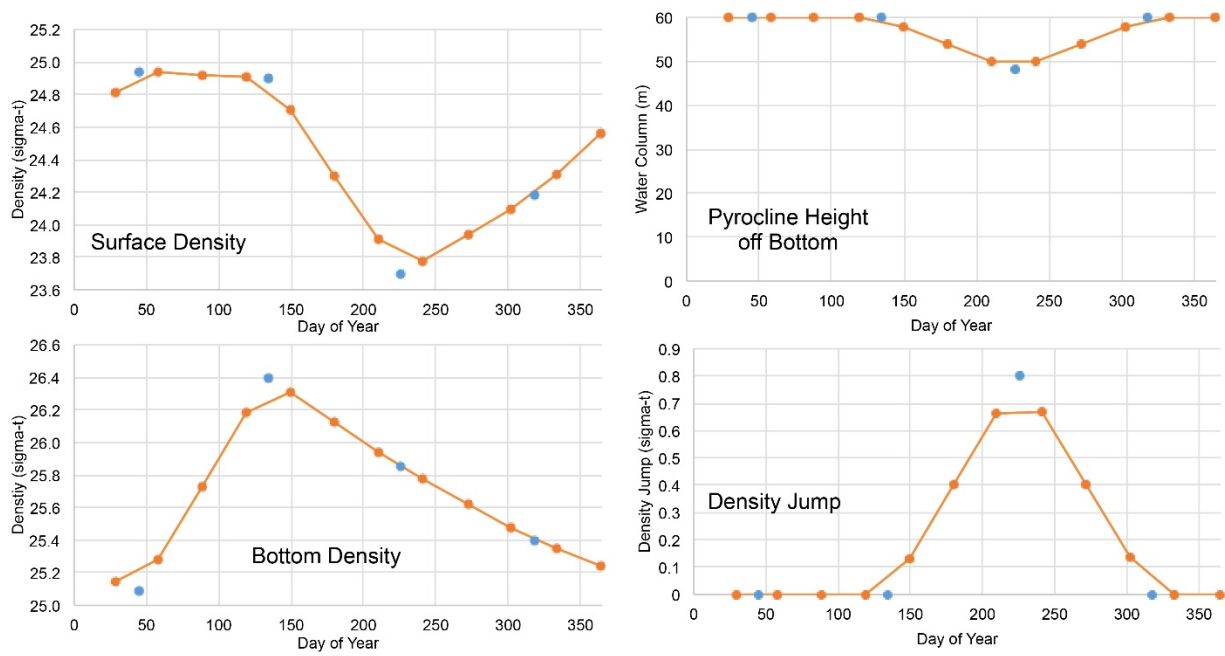 25.2
25.0
24.8
24.6
24.4
24.2
24.0
23.8
23.6
Density (sigma-t)
Surface Density
0 50 100 150 200 250 300 350
Day of Year
60
50
40
30
20
10
0
Water Column (m)
Pyrocline Height
off Bottom
0 50 100 150 200 250 300 350
Day of Year
26.6
26.4
26.2
26.0
25.8
25.6
25.4
25.2
25.0
Denstiy (sigma-t)
Bottom Density
0 50 100 150 200 250 300 350
Day of Year
0.9
0.8
0.7
0.6
0.5
0.4
0.3
0.2
0.1
0
Density Jump (sigma-t)
Density Jump
0 50 100 150 200 250 300 350
Day of Year